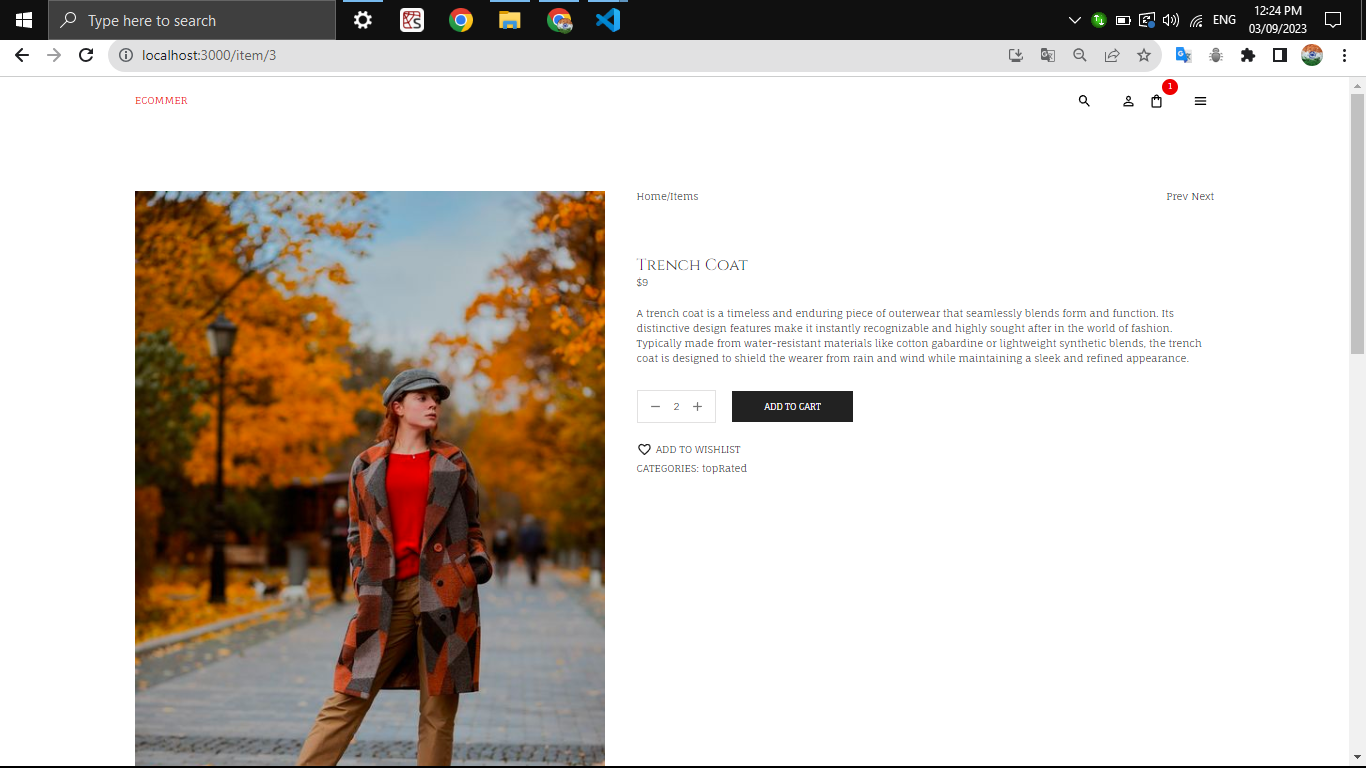 Type here to search
ENG
12:24 PM
03/09/2023
localhost:3000/item/3
ECOMMER
1
Home/Items
Prev Next
Trench Coat
$9
A trench coat is a timeless and enduring piece of outerwear that seamlessly blends form and function. Its
distinctive design features make it instantly recognizable and highly sought after in the world of fashion.
Typically made from water-resistant materials like cotton gabardine or lightweight synthetic blends, the trench
coat is designed to shield the wearer from rain and wind while maintaining a sleek and refined appearance.
2
ADD TO CART
ADD TO WISHLIST
CATEGORIES: topRated